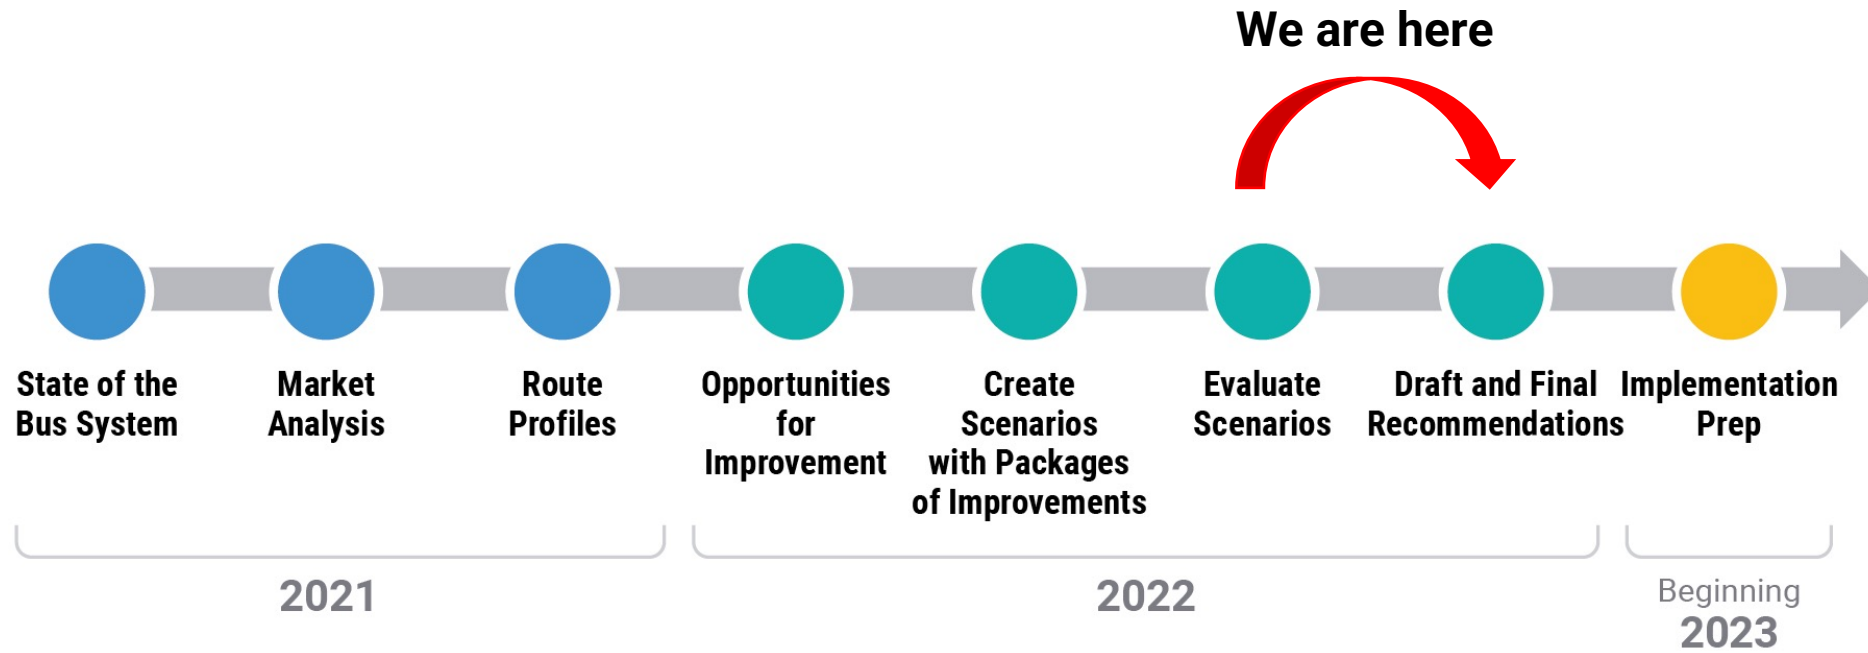 We are here
State of the
Bus System
Market
Analysis
Route
Profiles
Opportunities
for
Improvement
Create
Scenarios
with Packages
of Improvements
Evaluate
Scenarios
Draft and Final
Recommendations
Implementation
Prep
2021
2022
Beginning
2023